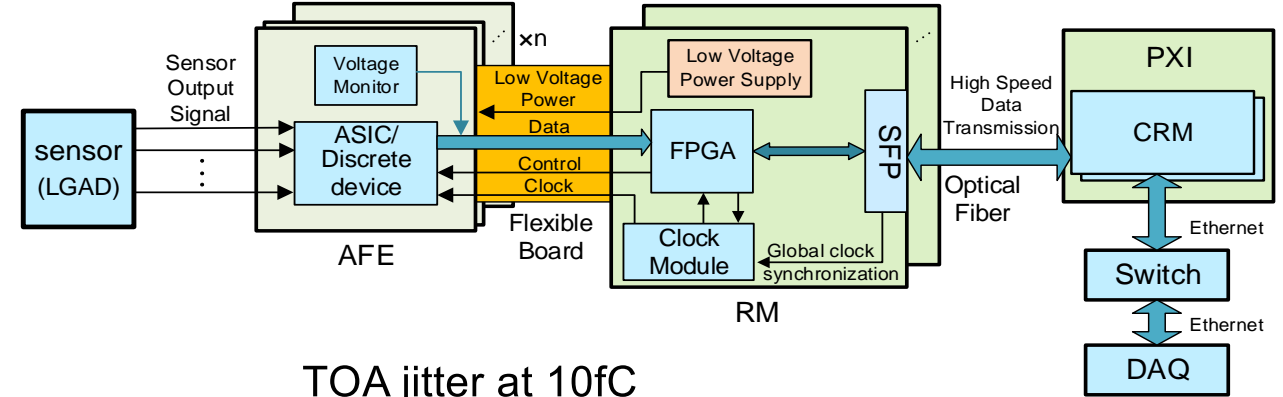 Sensor
Output
Signal
sensor
(LGAD)
×n
Voltage
Monitor
ASIC/
Discrete
device
AFE
Low Voltage
Power
Data
Control
Clock
Flexible
Board
Low Voltage
Power Supply
FPGA
SFP
Clock
Module
Global clock
synchronization
RM
High Speed
Data
Transmission
Optical
Fiber
PXI
CRM
Ethernet
Switch
Ethernet
DAQ
TOA jitter at 10fC